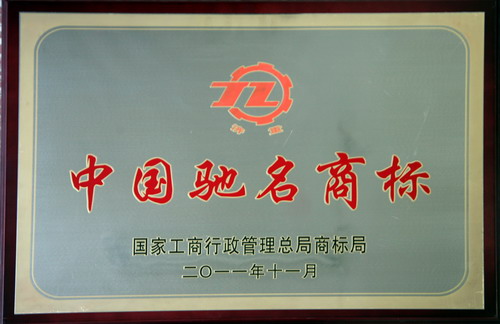 TZ
中国驰名商标
国家工商行政管理总局商标局
二〇一一年十一月